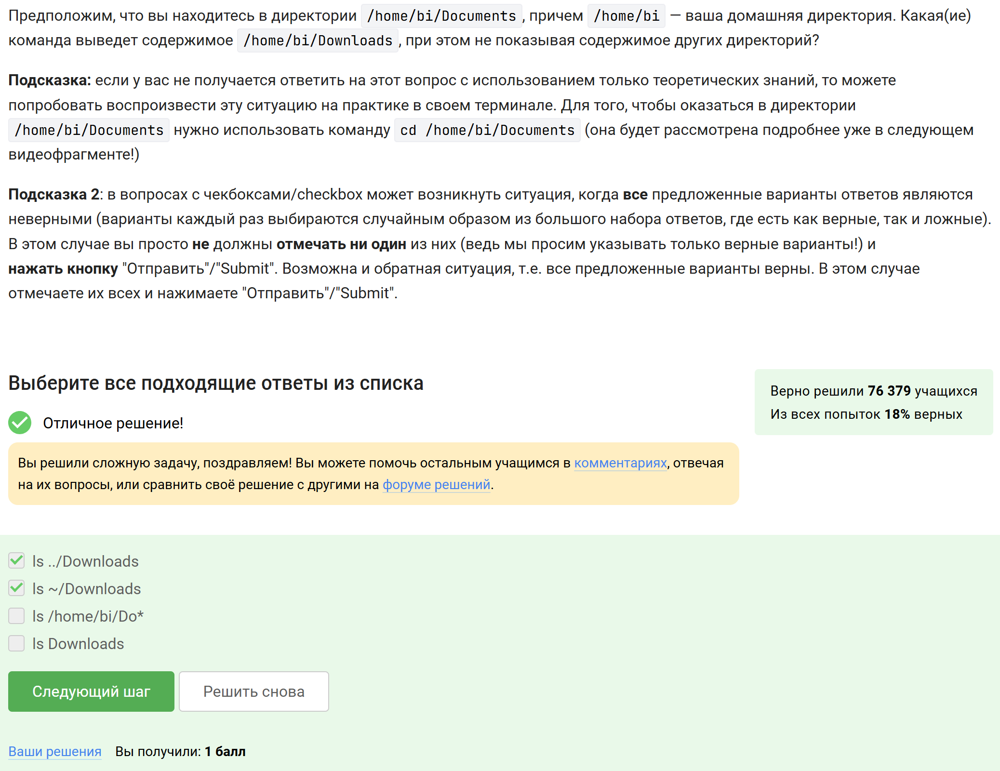 Предположим, что вы находитесь в директории /home/bi/Documents, причем /home/bi — ваша домашняя директория. Какая(ие)
команда выведет содержимое /home/bi/Downloads, при этом не показывая содержимое других директорий?
Подсказка: если у вас не получается ответить на этот вопрос с использованием только теоретических знаний, то можете
попробовать воспроизвести эту ситуацию на практике в своем терминале. Для того, чтобы оказаться в директории
/home/bi/Documents нужно использовать команду cd /home/bi/Documents (она будет рассмотрена подробнее уже в следующем
видеофрагменте!)
Подсказка 2: в вопросах с чекбоксами/checkbox может возникнуть ситуация, когда все предложенные варианты ответов являются
неверными (варианты каждый раз выбираются случайным образом из большого набора ответов, где есть как верные, так и ложные).
В этом случае вы просто не должны отмечать ни один из них (ведь мы просим указывать только верные варианты!) и
нажать кнопку "Отправить"/"Submit". Возможна и обратная ситуация, т.е. все предложенные варианты верны. В этом случае
отмечаете их всех и нажимаете "Отправить"/"Submit".
Выберите все подходящие ответы из списка
Верно решили 76 379 учащихся
Из всех попыток 18% верных
Отличное решение!
Вы решили сложную задачу, поздравляем! Вы можете помочь остальным учащимся в комментариях, отвечая
на их вопросы, или сравнить своё решение с другими на форуме решений.
ls ../Downloads
ls ~/Downloads
ls /home/bi/Do*
ls Downloads
Следующий шаг
Решить снова
Ваши решения
Вы получили: 1 балл